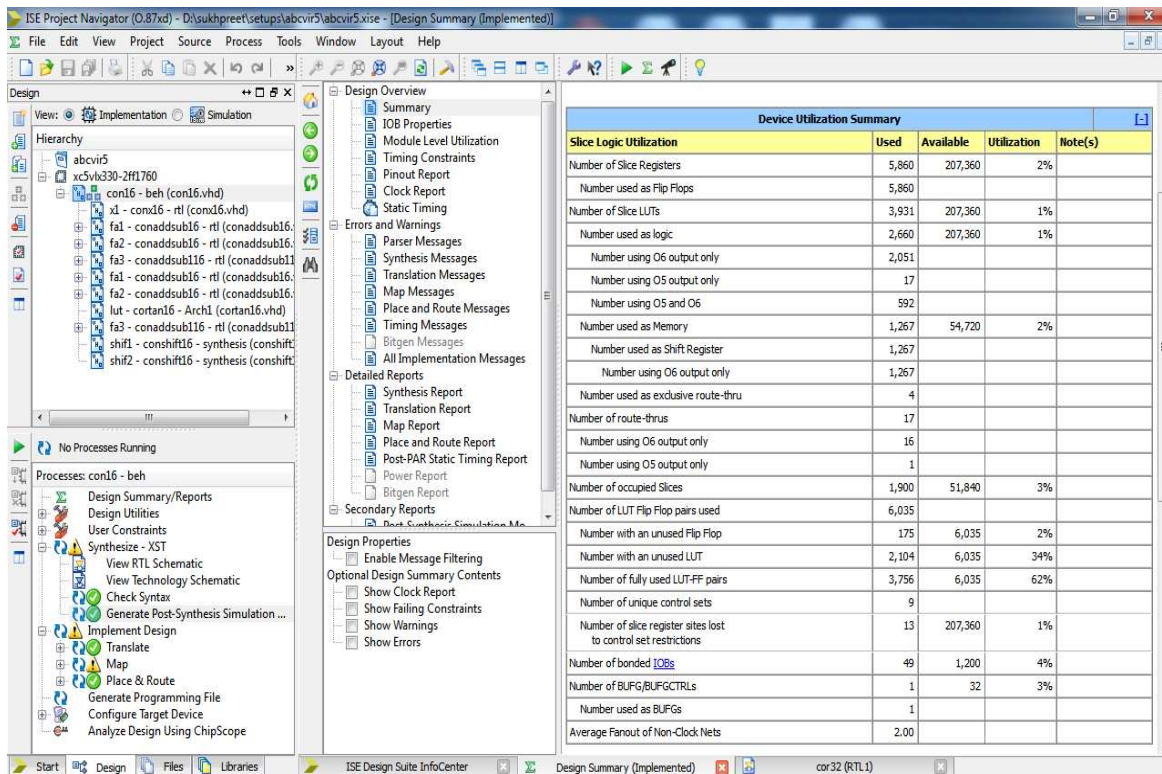 ISE Project Navigator (O.87xd) - D:\sukhpreet\setups\abcvir5\abcvir5.xise - [Design Summary (Implemented)]
File Edit View Project Source Process Tools Window Layout Help
Design
View: Implementation Simulation
Hierarchy
abcvir5
xc5vlx330-2ff1760
con16 - beh (con16.vhd)
x1 - conx16 - rtl (conx16.vhd)
fa1 - conaddsub16 - rtl (conaddsub16.
fa2 - conaddsub16 - rtl (conaddsub16.
fa3 - conaddsub116 - rtl (conaddsub11
fa1 - conaddsub16 - rtl (conaddsub16.
fa2 - conaddsub16 - rtl (conaddsub16.
lut - cortan16 - Arch1 (cortan16.vhd)
fa3 - conaddsub116 - rtl (conaddsub11
shif1 - conshift16 - synthesis (conshift
shif2 - conshift16 - synthesis (conshift
No Processes Running
Processes: con16 - beh
Design Summary/Reports
Design Utilities
User Constraints
Synthesize - XST
View RTL Schematic
View Technology Schematic
Check Syntax
Generate Post-Synthesis Simulation ...
Implement Design
Translate
Map
Place & Route
Generate Programming File
Configure Target Device
Analyze Design Using ChipScope
Start Design Files Libraries
Design Overview
Summary
IOB Properties
Module Level Utilization
Timing Constraints
Pinout Report
Clock Report
Static Timing
Errors and Warnings
Parser Messages
Synthesis Messages
Translation Messages
Map Messages
Place and Route Messages
Timing Messages
Bitgen Messages
All Implementation Messages
Detailed Reports
Synthesis Report
Translation Report
Map Report
Place and Route Report
Post-PAR Static Timing Report
Power Report
Bitgen Report
Secondary Reports
Post-Synthesis Simulation Mo
Design Properties
Enable Message Filtering
Optional Design Summary Contents
Show Clock Report
Show Failing Constraints
Show Warnings
Show Errors
Device Utilization Summary [-]
Slice Logic Utilization Used Available Utilization Note(s)
Number of Slice Registers 5,860 207,360 2%
Number used as Flip Flops 5,860
Number of Slice LUTs 3,931 207,360 1%
Number used as logic 2,660 207,360 1%
Number using O6 output only 2,051
Number using O5 output only 17
Number using O5 and O6 592
Number used as Memory 1,267 54,720 2%
Number used as Shift Register 1,267
Number using O6 output only 1,267
Number used as exclusive route-thru 4
Number of route-thrus 17
Number using O6 output only 16
Number using O5 output only 1
Number of occupied Slices 1,900 51,840 3%
Number of LUT Flip Flop pairs used 6,035
Number with an unused Flip Flop 175 6,035 2%
Number with an unused LUT 2,104 6,035 34%
Number of fully used LUT-FF pairs 3,756 6,035 62%
Number of unique control sets 9
Number of slice register sites lost 13 207,360 1%
to control set restrictions
Number of bonded IOBs 49 1,200 4%
Number of BUFG/BUFGCTRLs 1 32 3%
Number used as BUFGs 1
Average Fanout of Non-Clock Nets 2.00
ISE Design Suite InfoCenter Design Summary (Implemented) cor32 (RTL1)